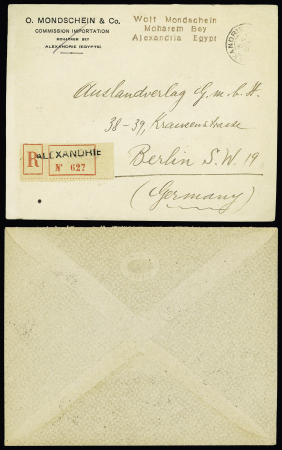 O. MONDSCHEIN & Co.
COMMISSION IMPORTATION
MOHAREM BEY
ALEXANDRIE (EGYPTE)
Wolf Mondschein
Moharem Bey
Alexandria Egypt
Auslandverlag G.m.b.H.
38-39, Krausenstrasse
Berlin S.W. 19
(Germany)
R
ALEXANDRIE
N° 627